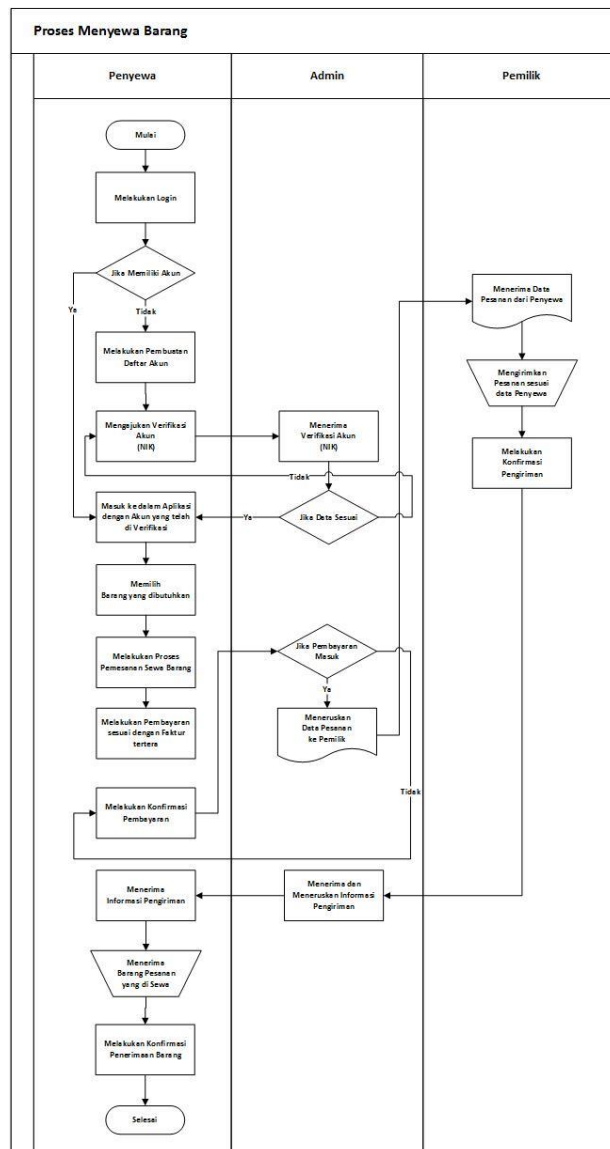 Proses Menyewa Barang
Penyewa
Admin
Pemilik
Mulai
Melakukan Login
Jika Memiliki Akun
Ya
Tidak
Melakukan Pembuatan
Daftar Akun
Mengajukan Verifikasi
Akun
(NIK)
Menerima
Verifikasi Akun
(NIK)
Tidak
Jika Data Sesuai
Ya
Masuk ke dalam Aplikasi
dengan Akun yang telah
di Verifikasi
Memilih
Barang yang dibutuhkan
Melakukan Proses
Pemesanan Sewa Barang
Melakukan Pembayaran
sesuai dengan Faktur
tertera
Melakukan Konfirmasi
Pembayaran
Jika Pembayaran
Masuk
Ya
Tidak
Meneruskan
Data Pesanan
ke Pemilik
Menerima Data
Pesanan dari Penyewa
Mengirimkan
Pesanan sesuai
data Penyewa
Melakukan
Konfirmasi
Pengiriman
Menerima dan
Meneruskan Informasi
Pengiriman
Menerima
Informasi Pengiriman
Menerima
Barang Pesanan
yang di Sewa
Melakukan Konfirmasi
Penerimaan Barang
Selesai